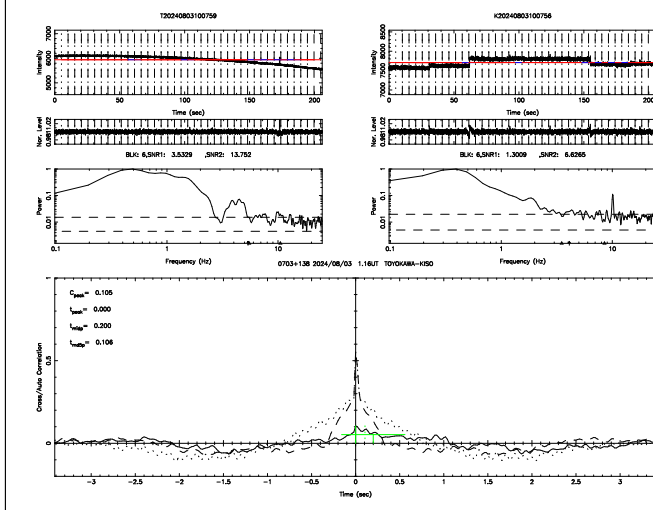 T20240803100759
K20240803100756
Intensity
7000
6000
5000
0
50
100
150
200
Time (sec)
Intensity
8500
8000
7500
7000
0
50
100
150
200
Time (sec)
Nor. Level
0.9811.02
Nor. Level
0.9811.02
BLK: 6,SNR1: 3.5329 ,SNR2: 13.752
BLK: 6,SNR1: 1.3009 ,SNR2: 6.6265
Power
1
0.1
0.01
0.1
1
10
Frequency (Hz)
Power
1
0.1
0.01
0.1
1
10
Frequency (Hz)
0703+138 2024/08/03 1.16UT TOYOKAWA-KISO
Cpeak= 0.105
tpeak= 0.000
tmidp= 0.200
tmd5p= 0.106
Cross/Auto Correlation
1
0.5
0
-3
-2.5
-2
-1.5
-1
-0.5
0
0.5
1
1.5
2
2.5
3
Time (sec)